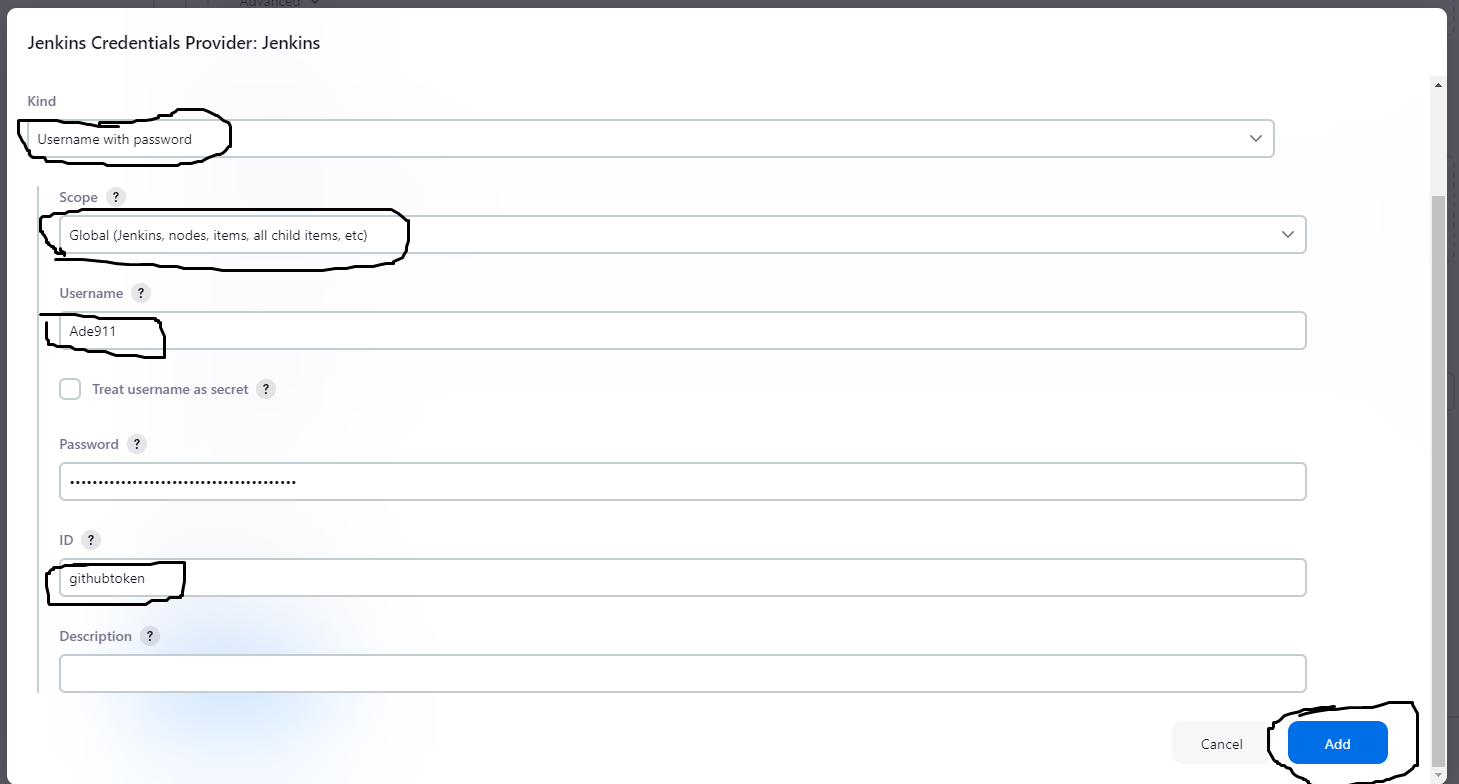 Advanced
Jenkins Credentials Provider: Jenkins
Kind
Username with password
Scope ?
Global (Jenkins, nodes, items, all child items, etc)
Username ?
Ade911
Treat username as secret ?
Password ?
••••••••••••••••••••••••••••••••••••••••
ID ?
githubtoken
Description ?
Cancel Add